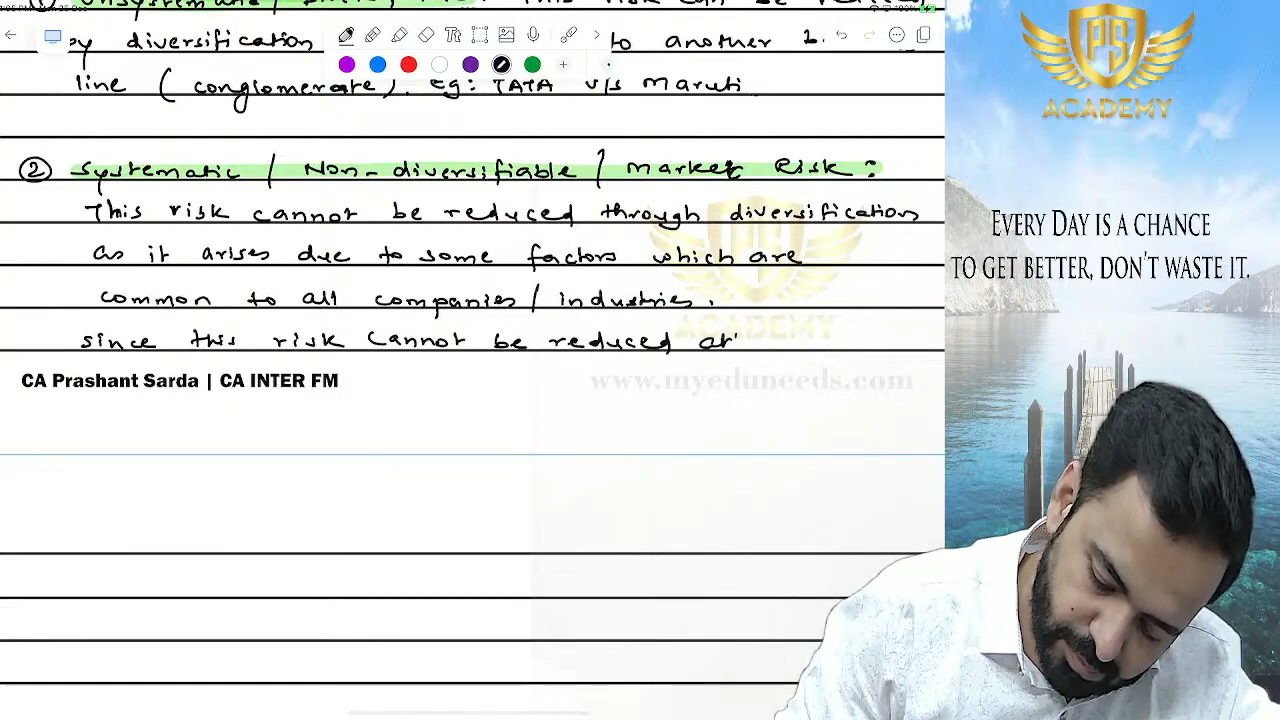 by diversification to another
line (conglomerate). Eg: TATA v/s Maruti
② Systematic / Non-diversifiable / Market Risk :
This risk cannot be reduced through diversification
as it arises due to some factors which are
common to all companies / industries.
since this risk cannot be reduced at
CA Prashant Sarda | CA INTER FM
www.myeduneeds.com
ACADEMY
PS
ACADEMY
EVERY DAY IS A CHANCE
TO GET BETTER, DON'T WASTE IT.